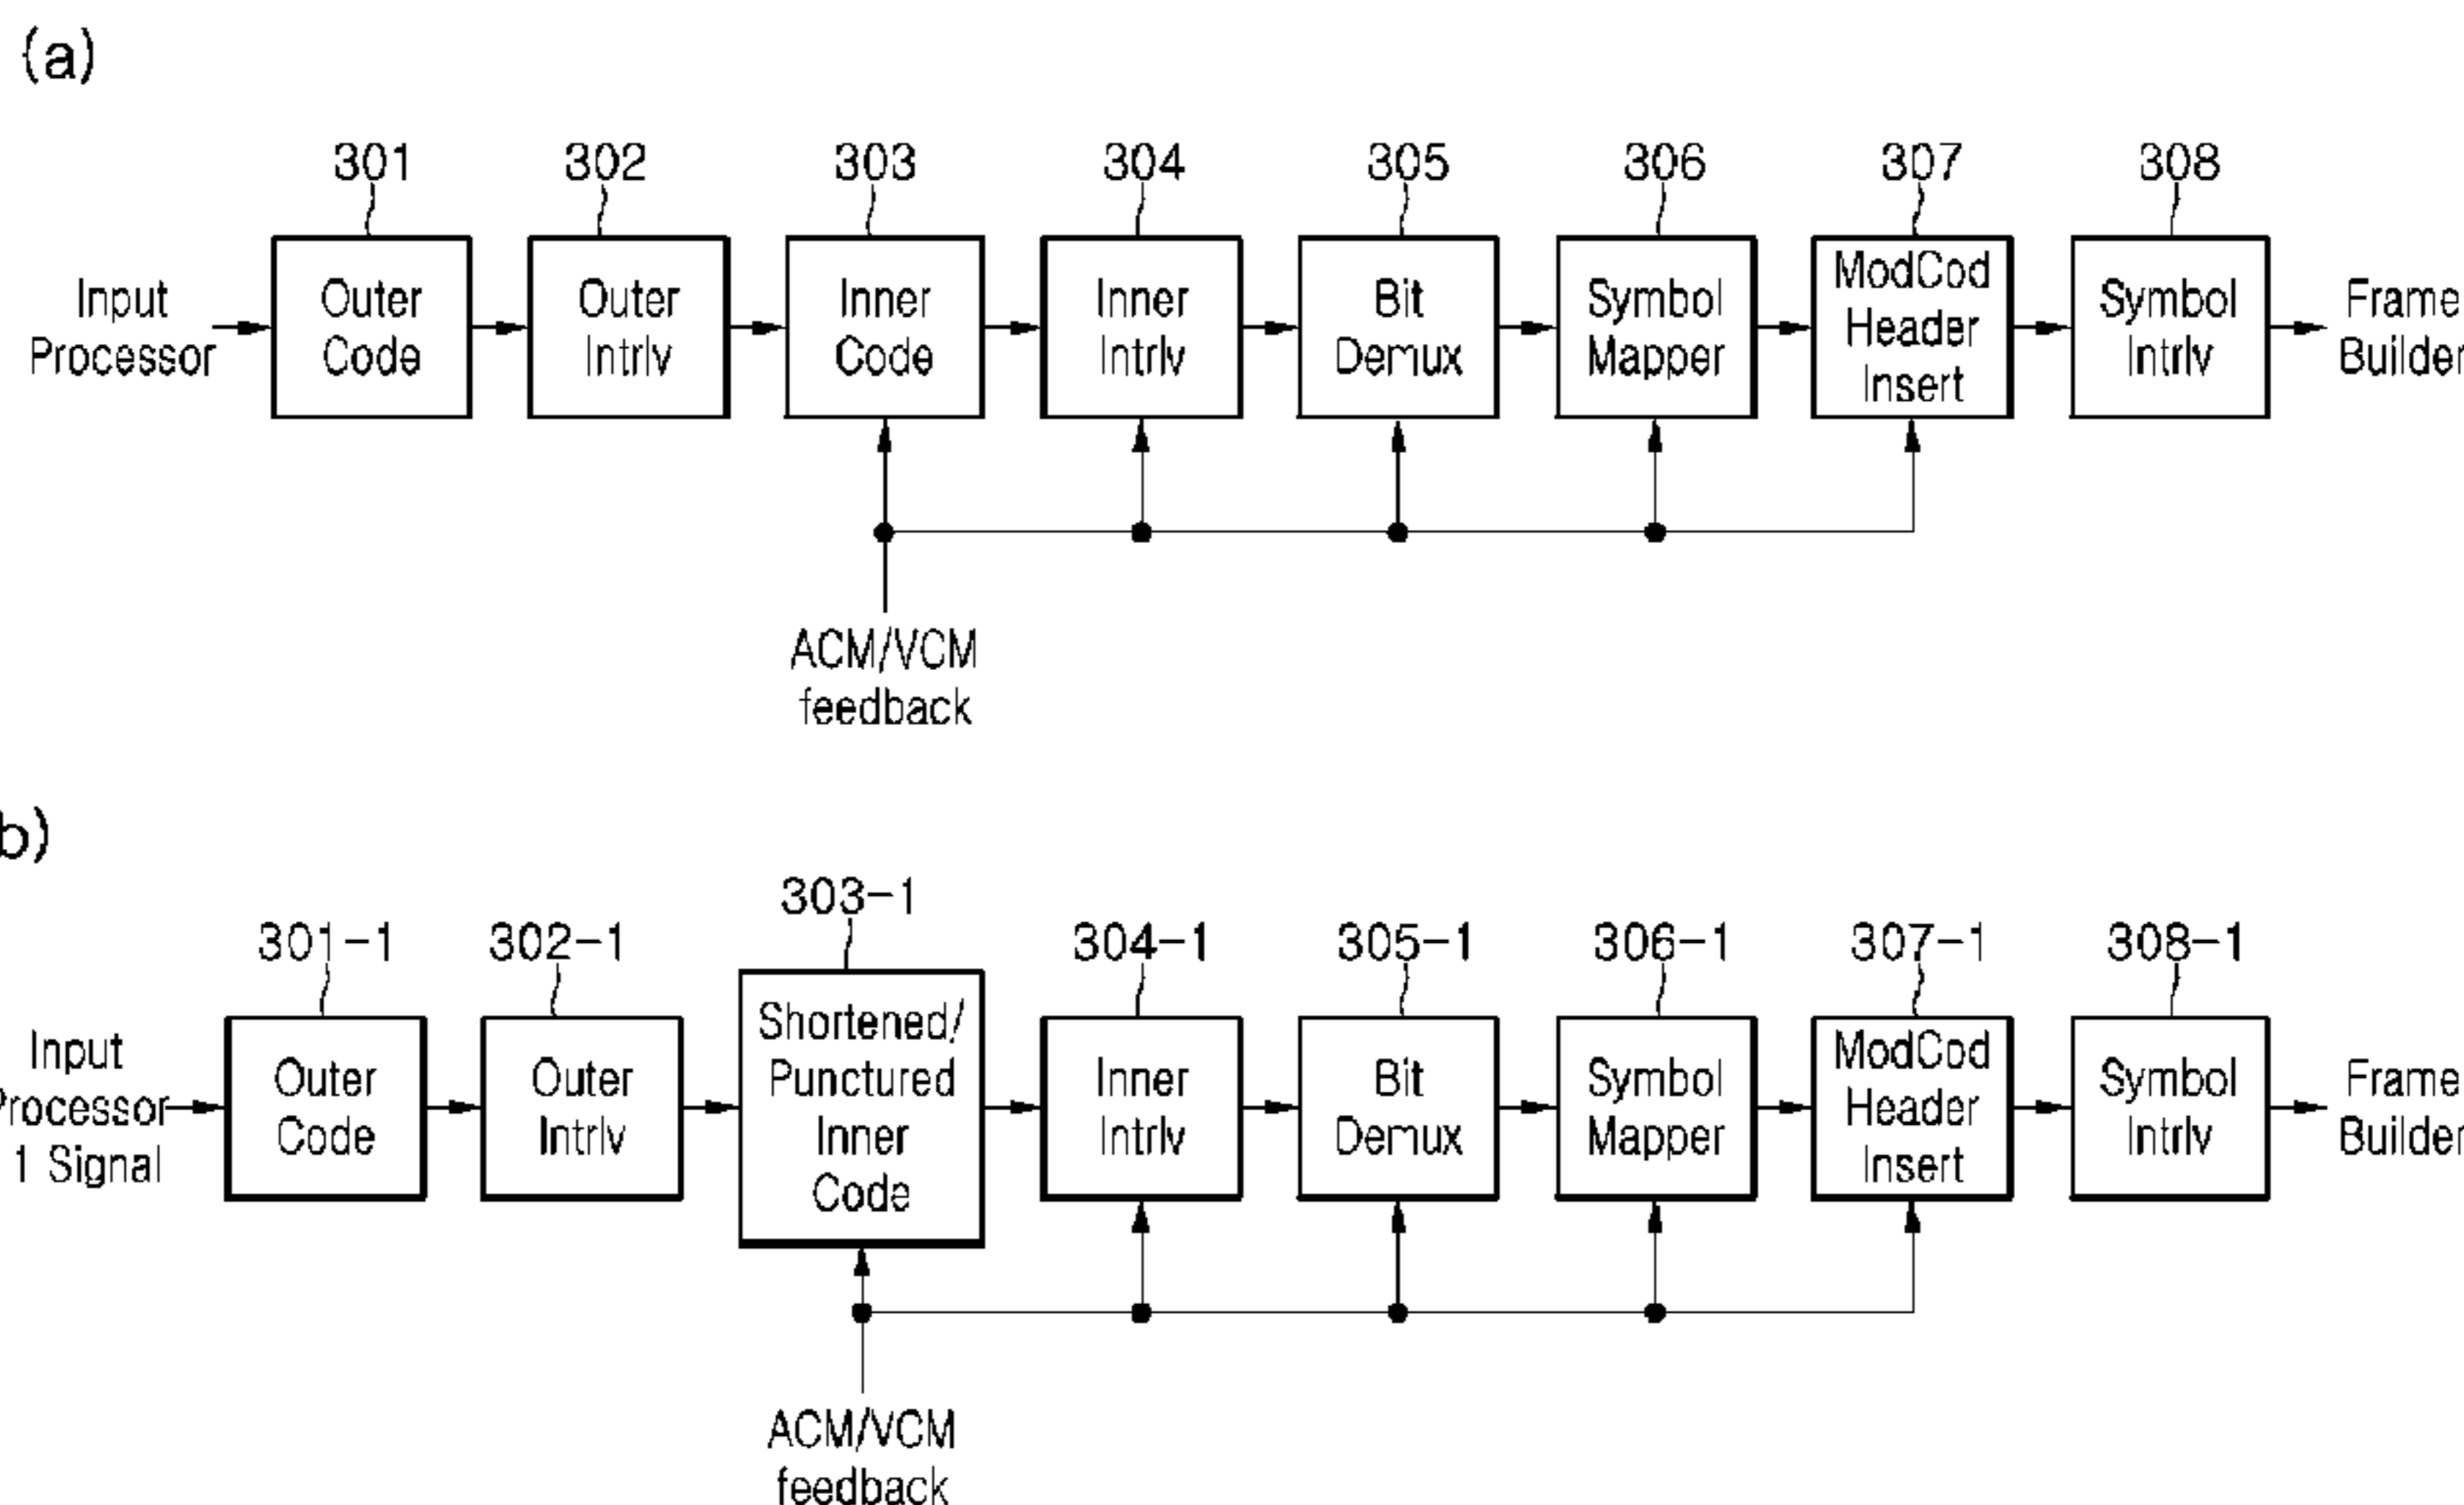 (a)
301
302
303
304
305
306
307
308
Input
Processor
Outer
Code
Outer
Intrlv
Inner
Code
Inner
Intrlv
Bit
Demux
Symbol
Mapper
ModCod
Header
Insert
Symbol
Intrlv
Frame
Builder
ACM/VCM
feedback
b)
301-1
302-1
303-1
304-1
305-1
306-1
307-1
308-1
Input
Processor
1 Signal
Outer
Code
Outer
Intrlv
Shortened/
Punctured
Inner
Code
Inner
Intrlv
Bit
Demux
Symbol
Mapper
ModCod
Header
Insert
Symbol
Intrlv
Frame
Builder
ACM/VCM
feedback